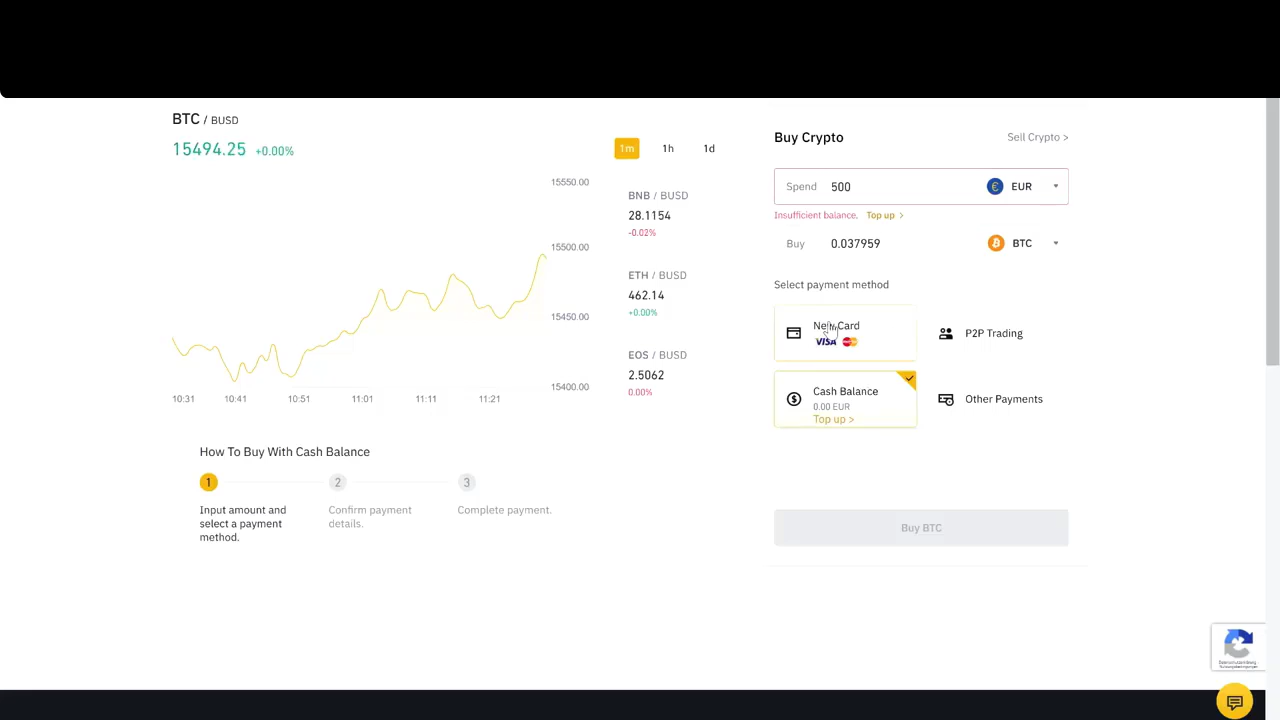 BTC / BUSD
15494.25 +0.00%
1m 1h 1d
15550.00
15500.00
15450.00
15400.00
10:31 10:41 10:51 11:01 11:11 11:21
BNB / BUSD
28.1154
-0.02%
ETH / BUSD
462.14
+0.00%
EOS / BUSD
2.5062
0.00%
How To Buy With Cash Balance
1 2 3
Input amount and
select a payment
method.
Confirm payment
details.
Complete payment.
Buy Crypto
Sell Crypto >
Spend 500 EUR
Insufficient balance. Top up >
Buy 0.037959 BTC
Select payment method
New Card
VISA
P2P Trading
Cash Balance
0.00 EUR
Top up >
Other Payments
Buy BTC